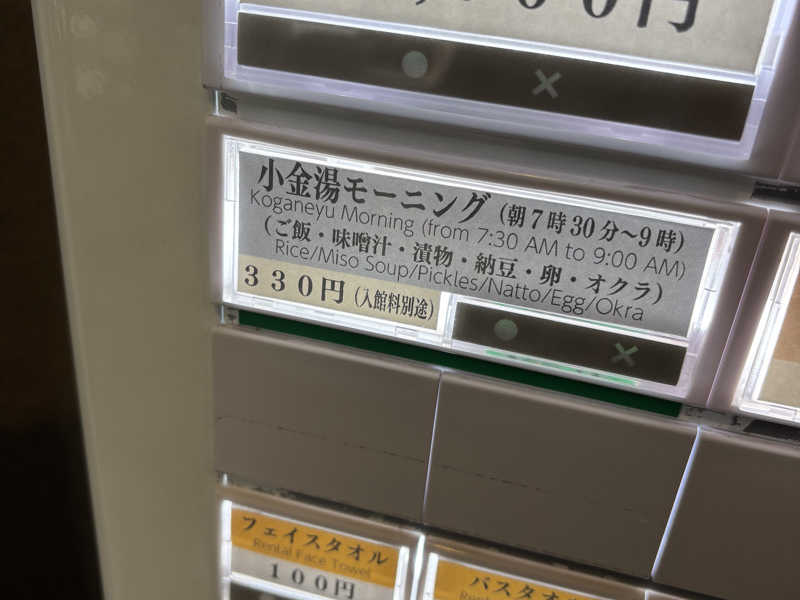 00円
小金湯モーニング (朝7時30分～9時)
Koganeyu Morning (from 7:30 AM to 9:00 AM)
(ご飯・味噌汁・漬物・納豆・卵・オクラ)
Rice/Miso Soup/Pickles/Natto/Egg/Okra
330円 (入館料別途)
フェイスタオル
Rental Face Towel
100円
バスタオ